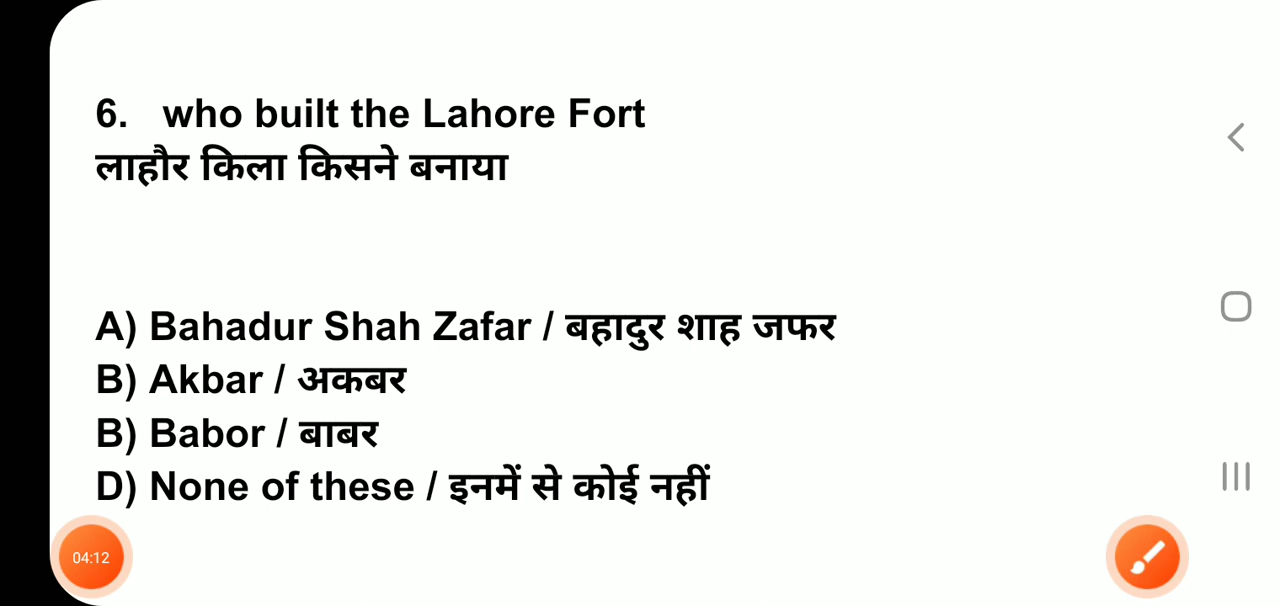 6. who built the Lahore Fort
लाहौर किला किसने बनाया
A) Bahadur Shah Zafar / बहादुर शाह जफर
B) Akbar / अकबर
B) Babor / बाबर
D) None of these / इनमें से कोई नहीं
04:12